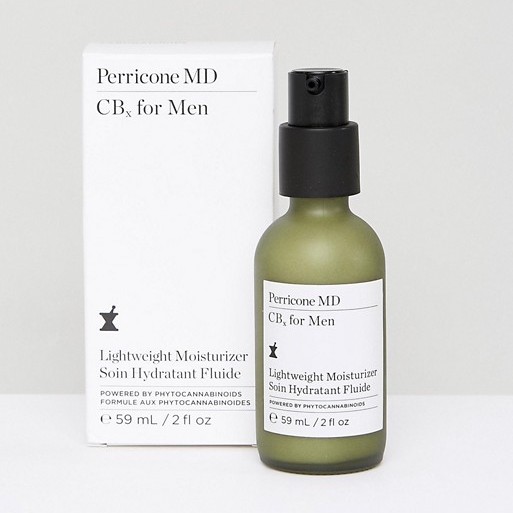 Perricone MD
CBx for Men
Lightweight Moisturizer
Soin Hydratant Fluide
POWERED BY PHYTOCANNABINOIDS
FORMULE AUX PHYTOCANNABINOIDES
℮ 59 mL / 2 fl oz
Perricone MD
CBx for Men
Lightweight Moisturizer
Soin Hydratant Fluide
POWERED BY PHYTOCANNABINOIDS
℮ 59 mL / 2 fl oz